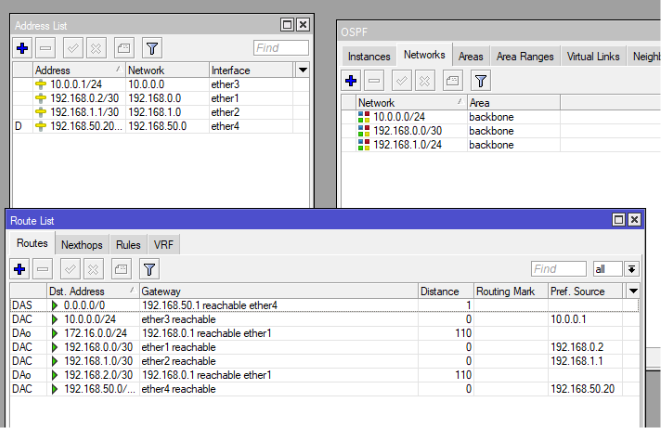 Address List
Find
Address / Network Interface
10.0.0.1/24 10.0.0.0 ether3
192.168.0.2/30 192.168.0.0 ether1
192.168.1.1/30 192.168.1.0 ether2
D 192.168.50.20... 192.168.50.0 ether4
OSPF
Instances Networks Areas Area Ranges Virtual Links Neighb
Network / Area
10.0.0.0/24 backbone
192.168.0.0/30 backbone
192.168.1.0/24 backbone
Route List
Routes Nexthops Rules VRF
Find all
Dst. Address / Gateway Distance Routing Mark Pref. Source
DAS 0.0.0.0/0 192.168.50.1 reachable ether4 1
DAC 10.0.0.0/24 ether3 reachable 0 10.0.0.1
DAo 172.16.0.0/24 192.168.0.1 reachable ether1 110
DAC 192.168.0.0/30 ether1 reachable 0 192.168.0.2
DAC 192.168.1.0/30 ether2 reachable 0 192.168.1.1
DAo 192.168.2.0/30 192.168.0.1 reachable ether1 110
DAC 192.168.50.0/... ether4 reachable 0 192.168.50.20